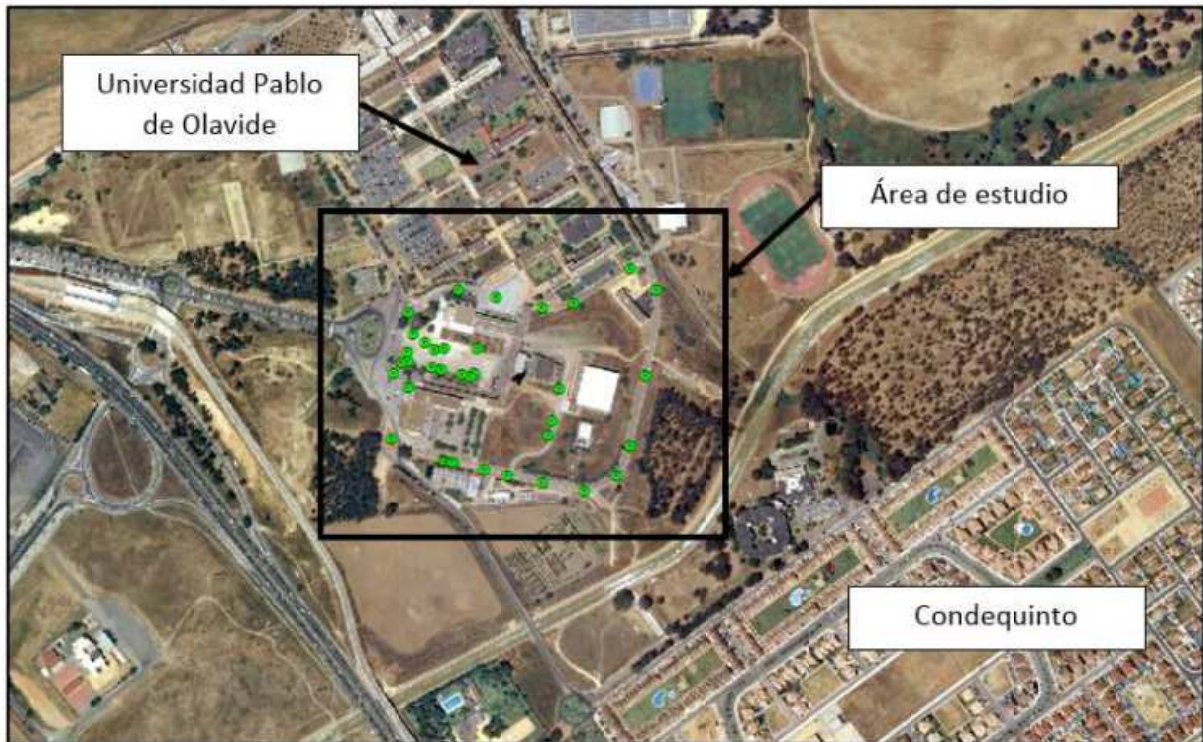 Universidad Pablo
de Olavide
Área de estudio
Condequinto